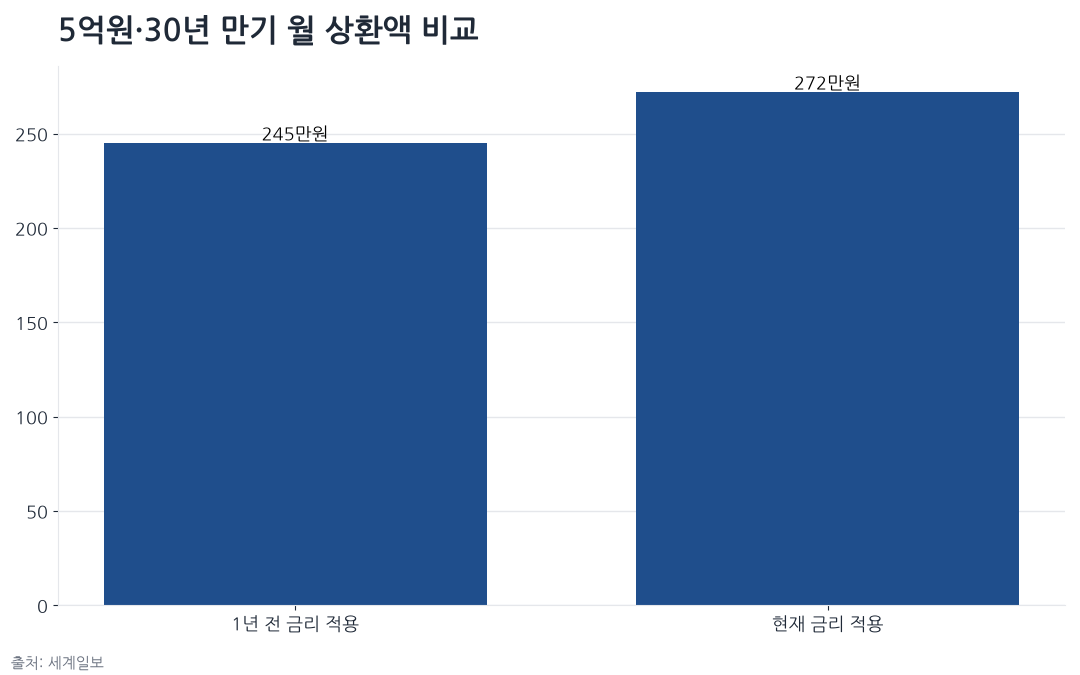 5억원·30년 만기 월 상환액 비교
272만원
245만원
250
200
150
100
50
0
1년 전 금리 적용
현재 금리 적용
출처: 세계일보